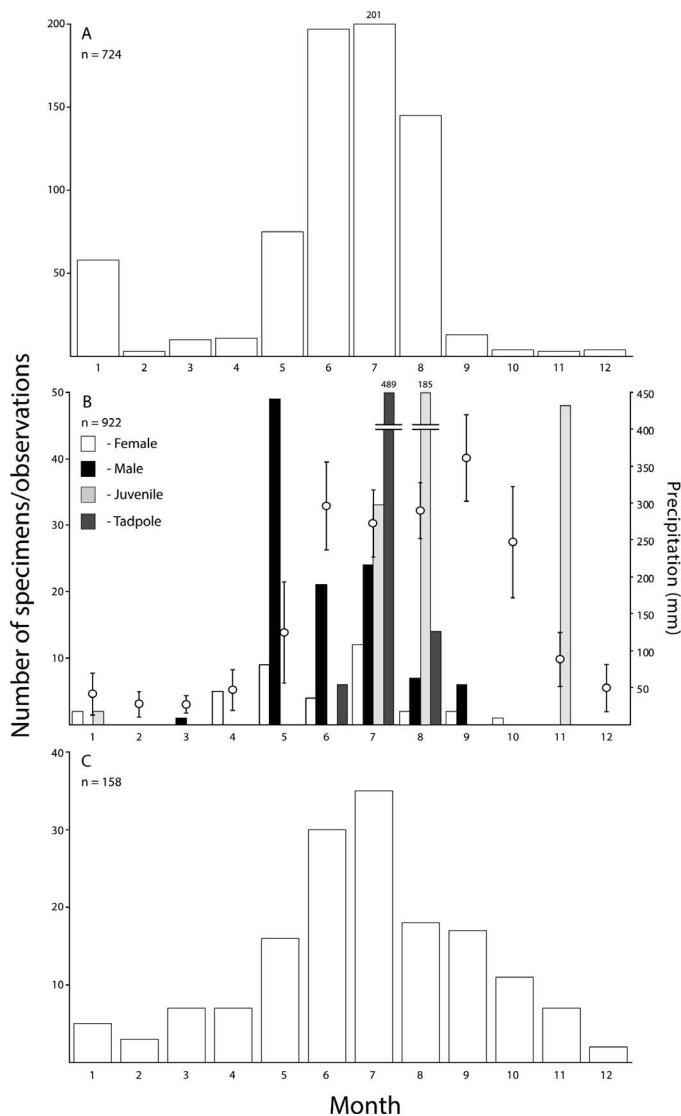 A
n = 724
201
200
150
100
50
1 2 3 4 5 6 7 8 9 10 11 12
B
n = 922
- Female
- Male
- Juvenile
- Tadpole
489
185
50
40
30
20
10
450
400
350
300
250
200
150
100
50
1 2 3 4 5 6 7 8 9 10 11 12
Number of specimens/observations
Precipitation (mm)
C
n = 158
40
30
20
10
1 2 3 4 5 6 7 8 9 10 11 12
Month